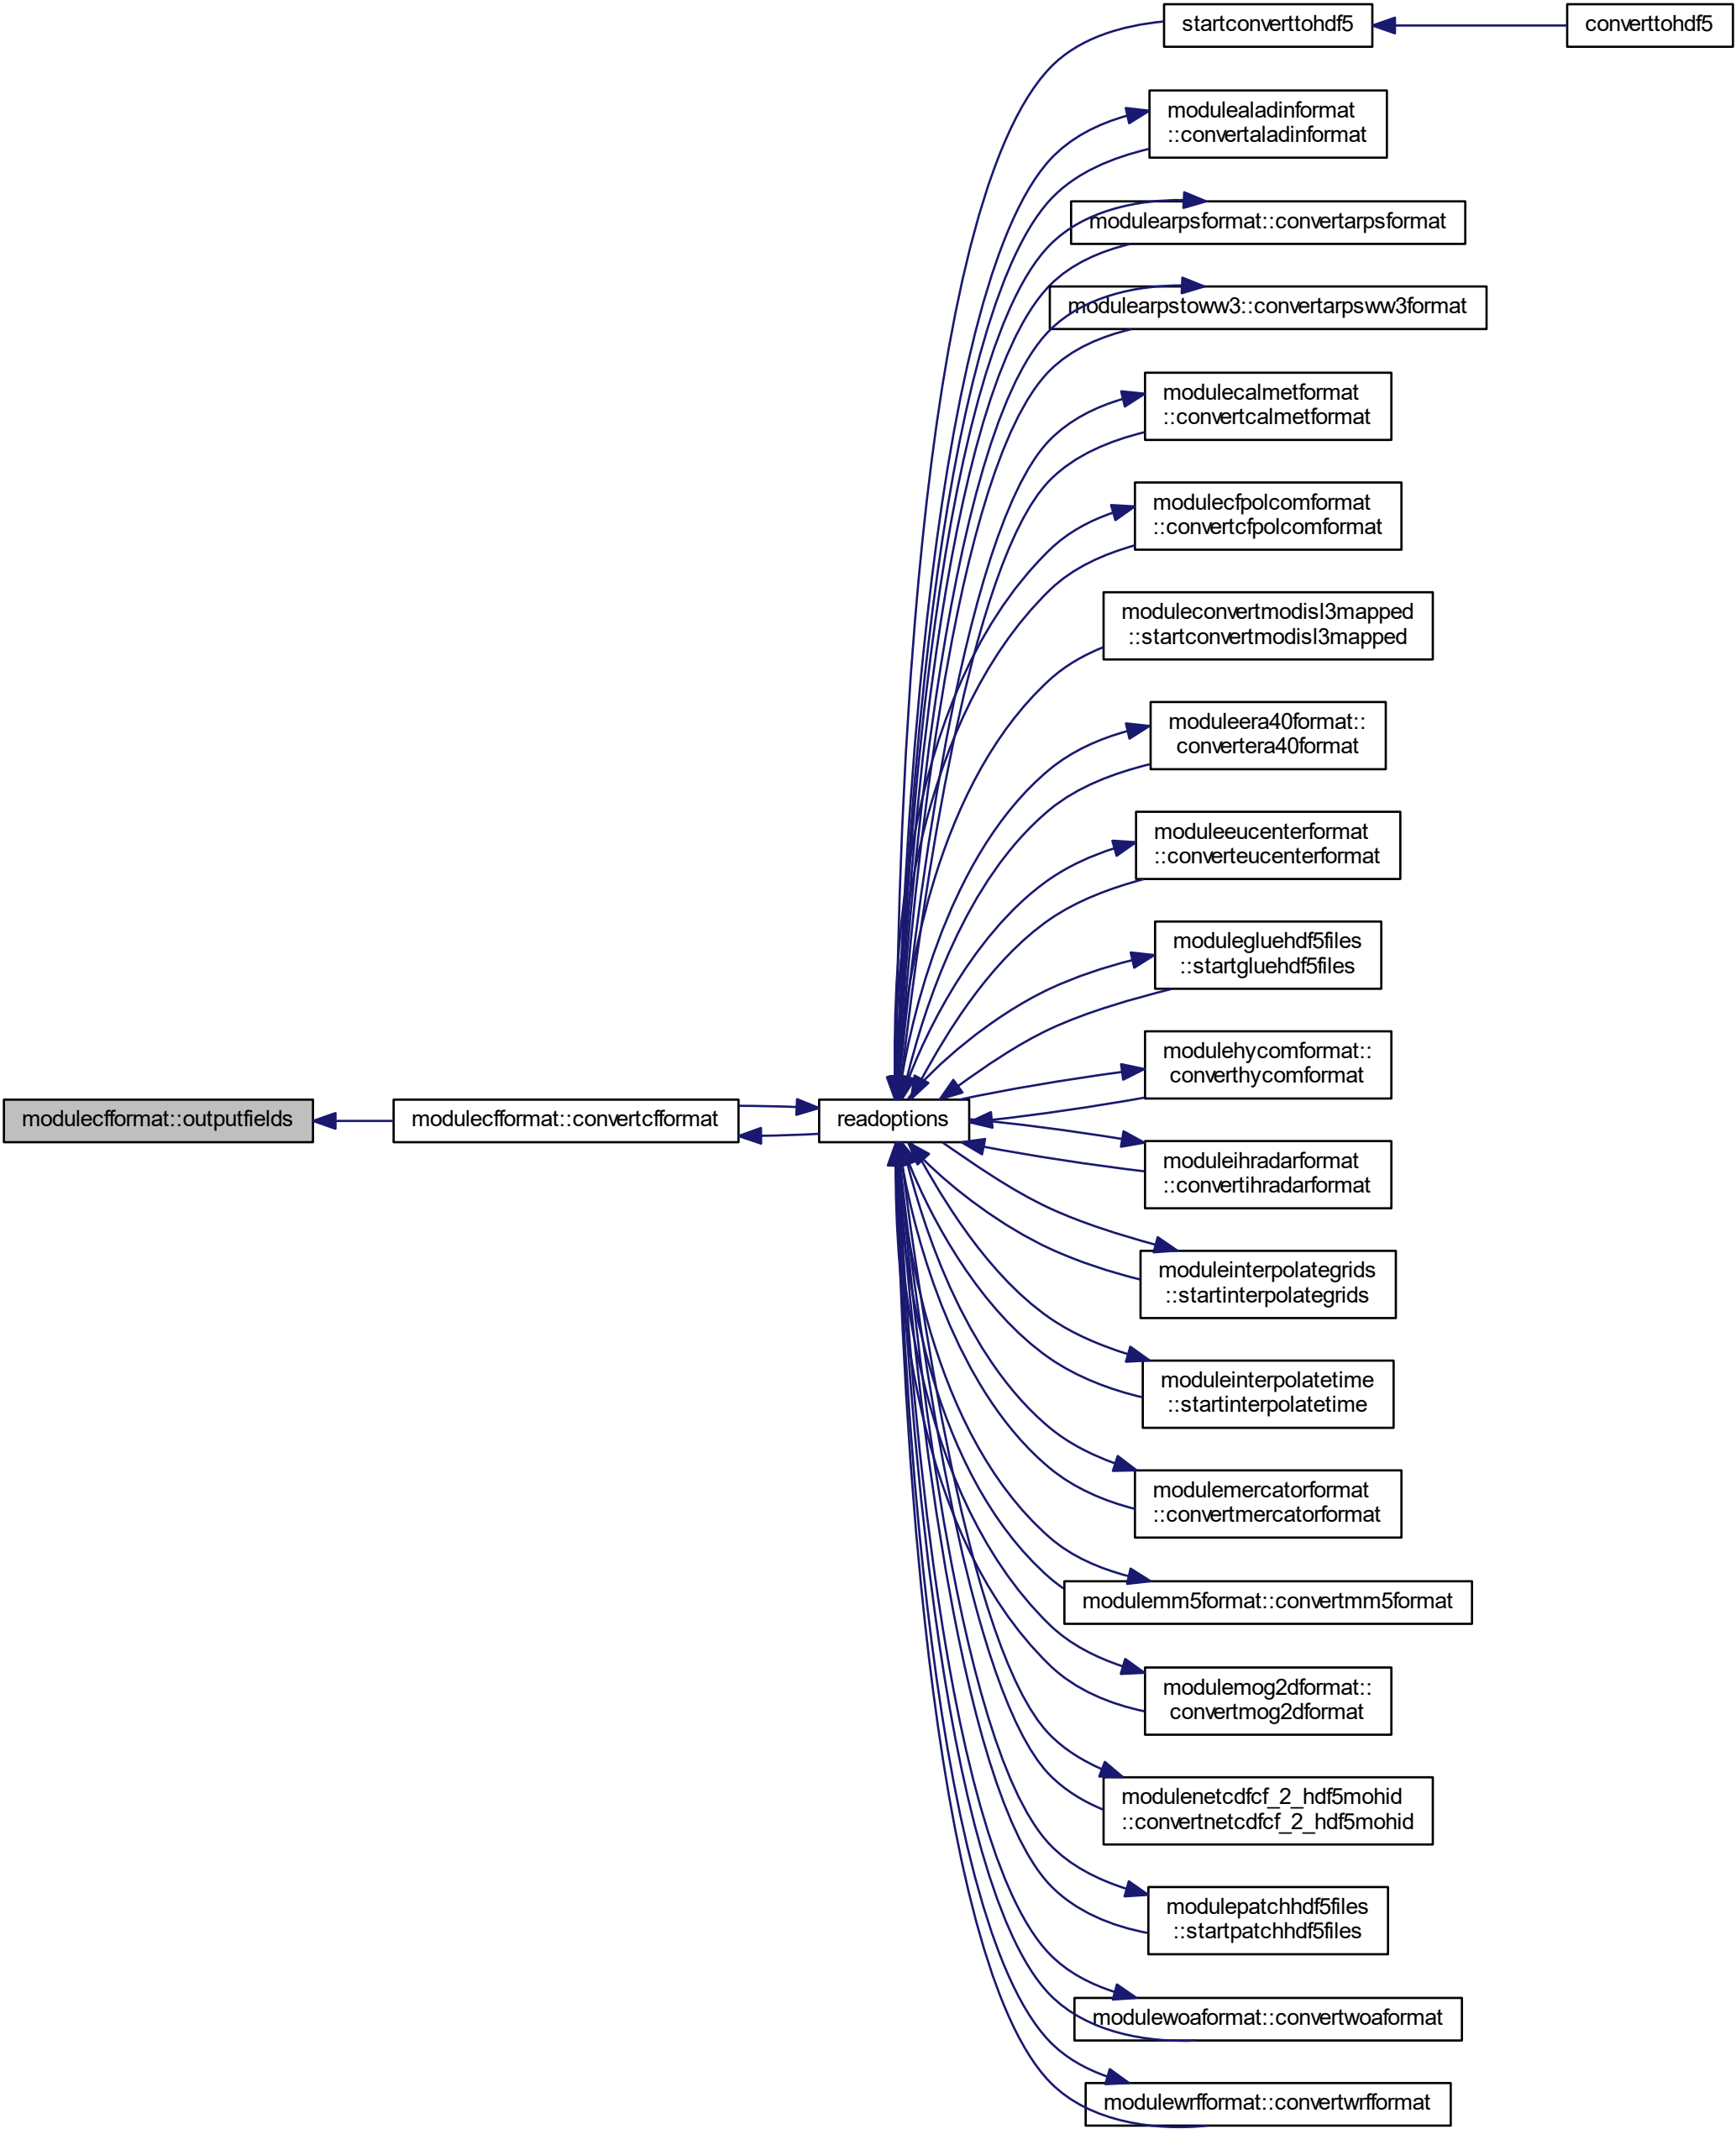 startconverttohdf5
converttohdf5
modulealadinformat
::convertaladinformat
modulearpsformat::convertarpsformat
modulearpstoww3::convertarpsww3format
modulecalmetformat
::convertcalmetformat
modulecfpolcomformat
::convertcfpolcomformat
moduleconvertmodisl3mapped
::startconvertmodisl3mapped
moduleera40format::
convertera40format
moduleeucenterformat
::converteucenterformat
modulegluehdf5files
::startgluehdf5files
modulehycomformat::
converthycomformat
modulecfformat::outputfields
modulecfformat::convertcfformat
readoptions
moduleihradarformat
::convertihradarformat
moduleinterpolategrids
::startinterpolategrids
moduleinterpolatetime
::startinterpolatetime
modulemercatorformat
::convertmercatorformat
modulemm5format::convertmm5format
modulemog2dformat::
convertmog2dformat
modulenetcdfcf_2_hdf5mohid
::convertnetcdfcf_2_hdf5mohid
modulepatchhdf5files
::startpatchhdf5files
modulewoaformat::convertwoaformat
modulewrfformat::convertwrfformat